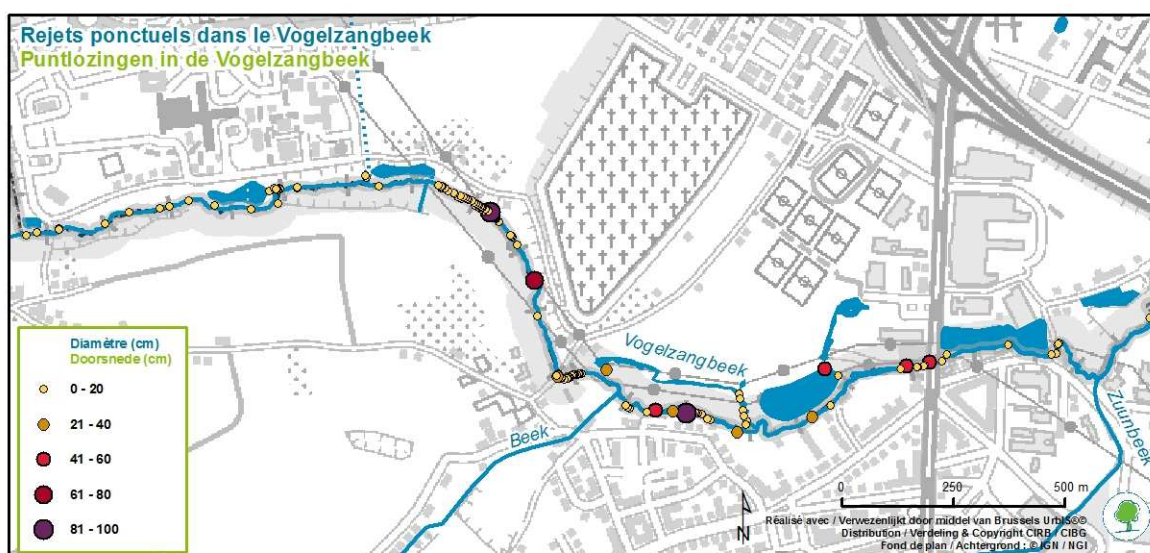 Rejets ponctuels dans le Vogelzangbeek
Puntlozingen in de Vogelzangbeek
Vogelzangbeek
Beek
Zuunbeek
Diamètre (cm)
Doorsnede (cm)
0 - 20
21 - 40
41 - 60
61 - 80
81 - 100
0 250 500 m
N
Réalisé avec / Verwezenlijkt door middel van Brussels UrbIS®©
Distribution / Verdeling & Copyright CIRB / CIBG
Fond de plan / Achtergrond : © IGN / NGI